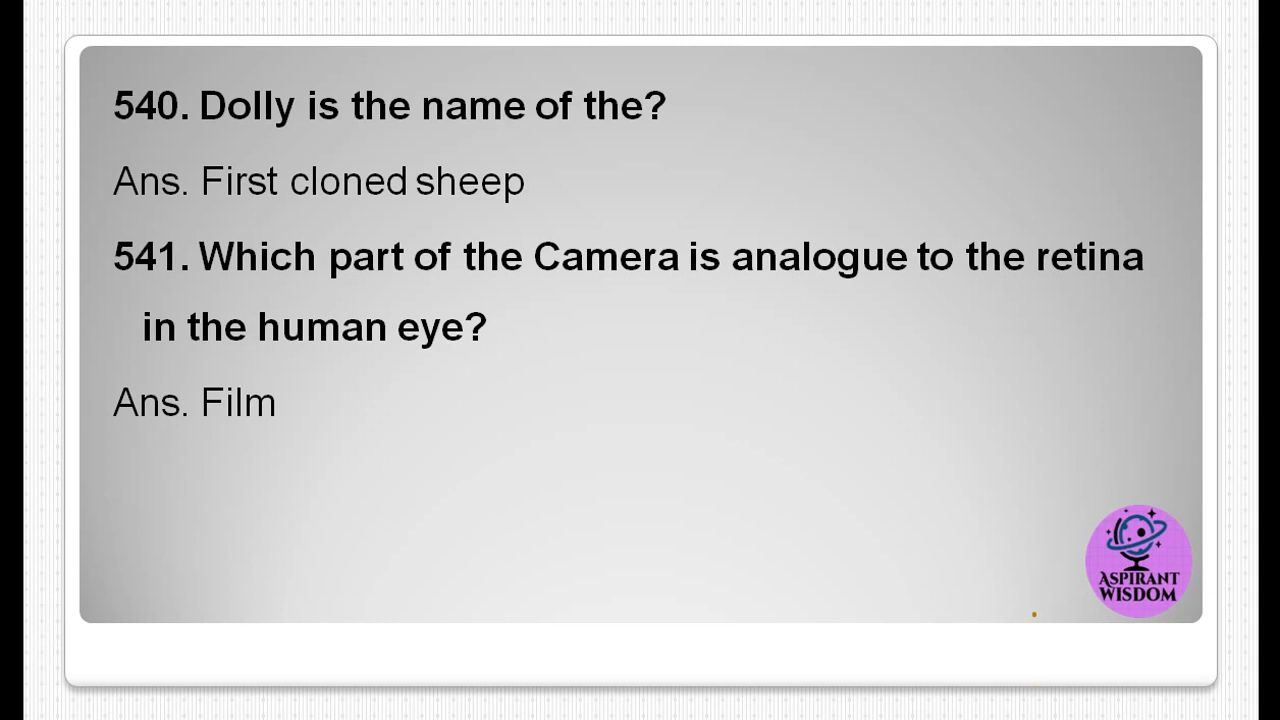 540. Dolly is the name of the?
Ans. First cloned sheep
541. Which part of the Camera is analogue to the retina
in the human eye?
Ans. Film
ASPIRANT
WISDOM